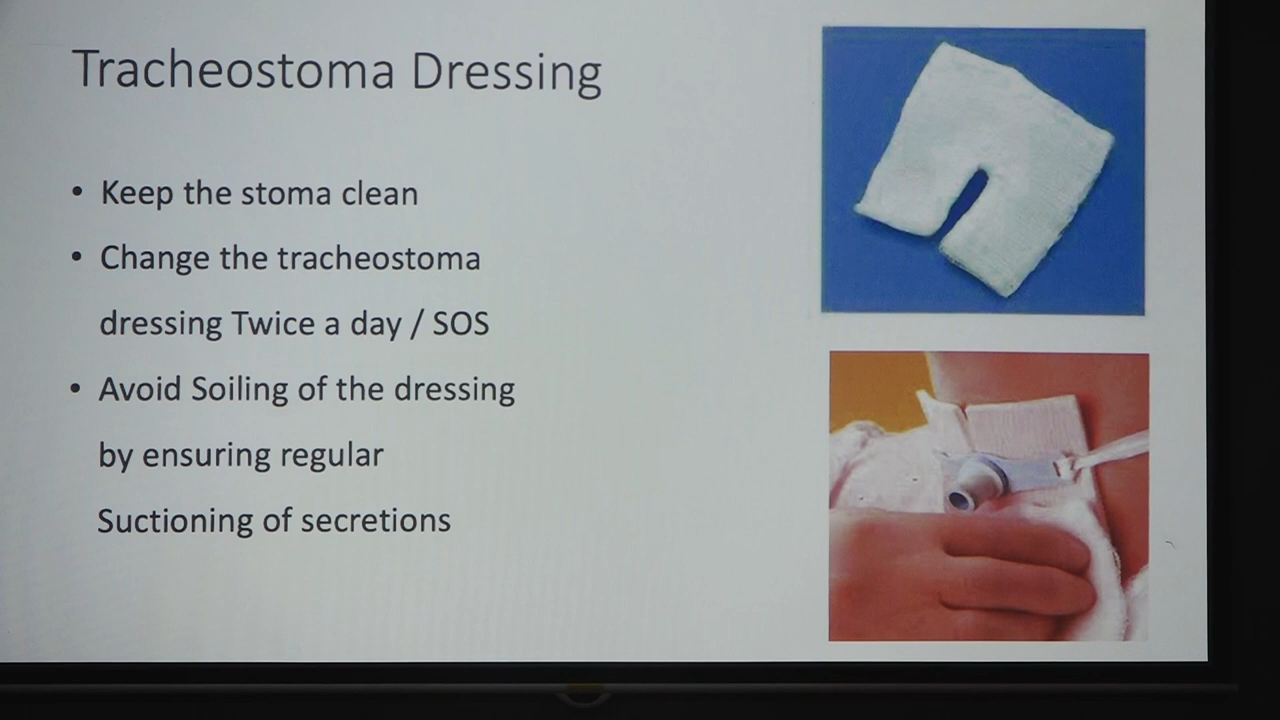 Tracheostoma Dressing
• Keep the stoma clean
• Change the tracheostoma
dressing Twice a day / SOS
• Avoid Soiling of the dressing
by ensuring regular
Suctioning of secretions